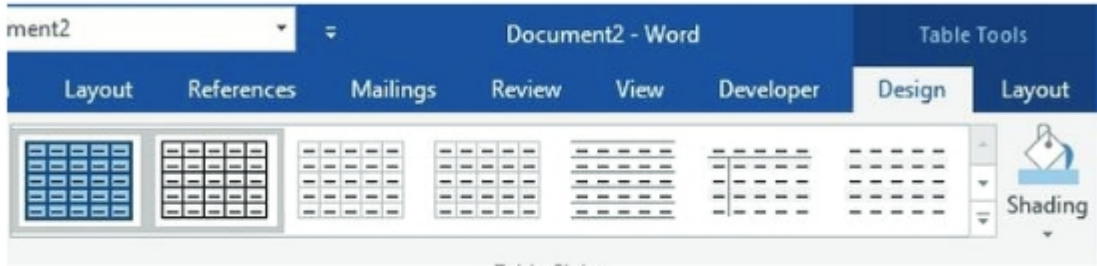 ment2 Document2 - Word Table Tools
Layout References Mailings Review View Developer Design Layout
Shading